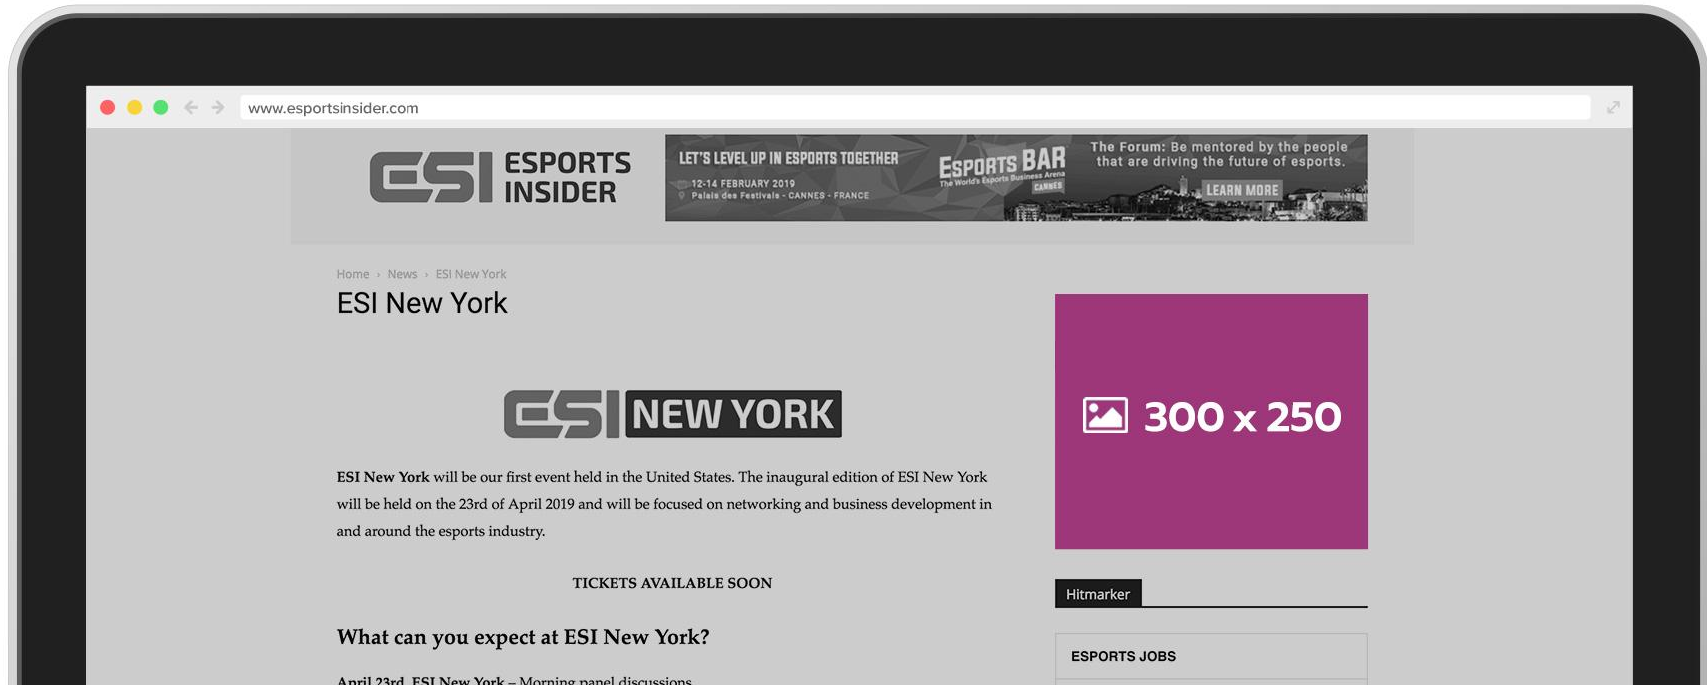 www.esportsinsider.com
ESI ESPORTS
INSIDER
LET'S LEVEL UP IN ESPORTS TOGETHER
12-14 FEBRUARY 2019
Palais des Festivals - CANNES - FRANCE
ESPORTS BAR
The World's Esports Business Arena
CANNES
The Forum: Be mentored by the people
that are driving the future of esports.
LEARN MORE
Home › News › ESI New York
ESI New York
ESI NEW YORK
ESI New York will be our first event held in the United States. The inaugural edition of ESI New York
will be held on the 23rd of April 2019 and will be focused on networking and business development in
and around the esports industry.
TICKETS AVAILABLE SOON
What can you expect at ESI New York?
April 23rd, ESI New York – Morning panel discussions
300 x 250
Hitmarker
ESPORTS JOBS